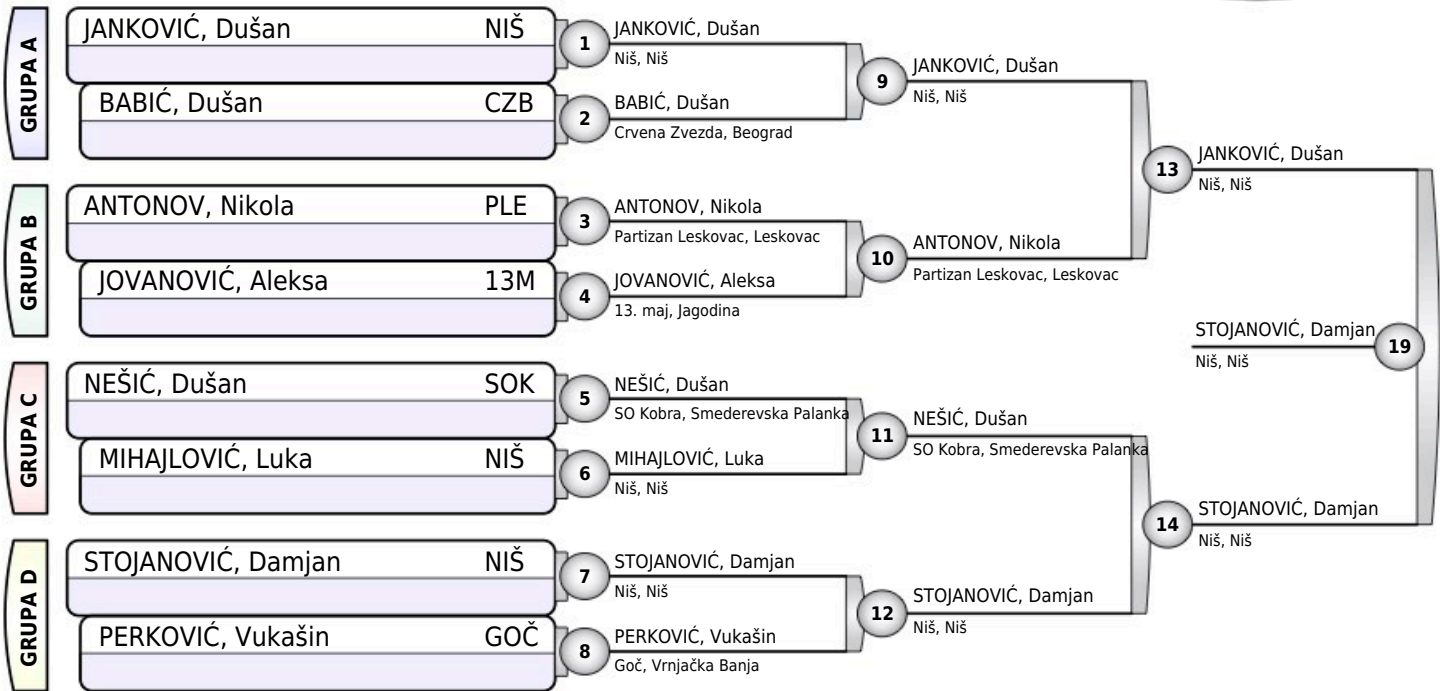 GRUPA A
JANKOVIĆ, Dušan NIŠ
BABIĆ, Dušan CZB
GRUPA B
ANTONOV, Nikola PLE
JOVANOVIĆ, Aleksa 13M
GRUPA C
NEŠIĆ, Dušan SOK
MIHAJLOVIĆ, Luka NIŠ
GRUPA D
STOJANOVIĆ, Damjan NIŠ
PERKOVIĆ, Vukašin GOČ
1
JANKOVIĆ, Dušan
Niš, Niš
2
BABIĆ, Dušan
Crvena Zvezda, Beograd
3
ANTONOV, Nikola
Partizan Leskovac, Leskovac
4
JOVANOVIĆ, Aleksa
13. maj, Jagodina
5
NEŠIĆ, Dušan
SO Kobra, Smederevska Palanka
6
MIHAJLOVIĆ, Luka
Niš, Niš
7
STOJANOVIĆ, Damjan
Niš, Niš
8
PERKOVIĆ, Vukašin
Goč, Vrnjačka Banja
9
JANKOVIĆ, Dušan
Niš, Niš
10
ANTONOV, Nikola
Partizan Leskovac, Leskovac
11
NEŠIĆ, Dušan
SO Kobra, Smederevska Palanka
12
STOJANOVIĆ, Damjan
Niš, Niš
13
JANKOVIĆ, Dušan
Niš, Niš
14
STOJANOVIĆ, Damjan
Niš, Niš
STOJANOVIĆ, Damjan
Niš, Niš
19